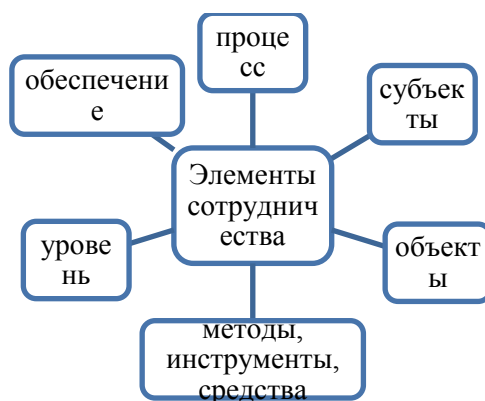 проце
сс
обеспечени
е
субъек
ты
Элементы
сотруднич
ества
урове
нь
объект
ы
методы,
инструменты,
средства